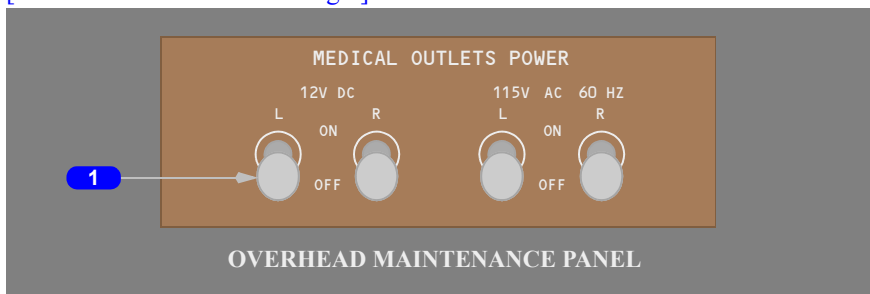 MEDICAL OUTLETS POWER
12V DC 115V AC 60 HZ
L R L R
ON ON
1
OFF OFF
OVERHEAD MAINTENANCE PANEL